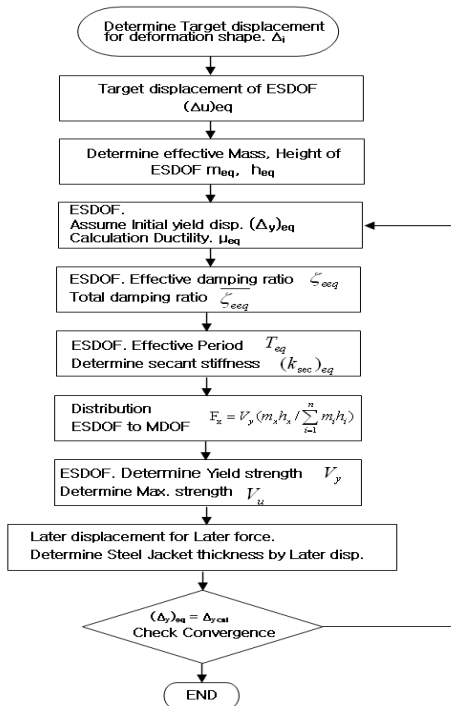 Determine Target displacement
for deformation shape. Δi
Target displacement of ESDOF
(Δu)eq
Determine effective Mass, Height of
ESDOF meq, heq
ESDOF.
Assume Initial yield disp. (Δy)eq
Calculation Ductility. μeq
ESDOF. Effective damping ratio ζeeq
Total damping ratio ζeeq
ESDOF. Effective Period Teq
Determine secant stiffness (ksec)eq
Distribution
ESDOF to MDOF Fx = Vy(mxhx / ∑i=1n mihi)
ESDOF. Determine Yield strength Vy
Determine Max. strength Vu
Later displacement for Later force.
Determine Steel Jacket thickness by Later disp.
(Δy)eq = Δycal
Check Convergence
END